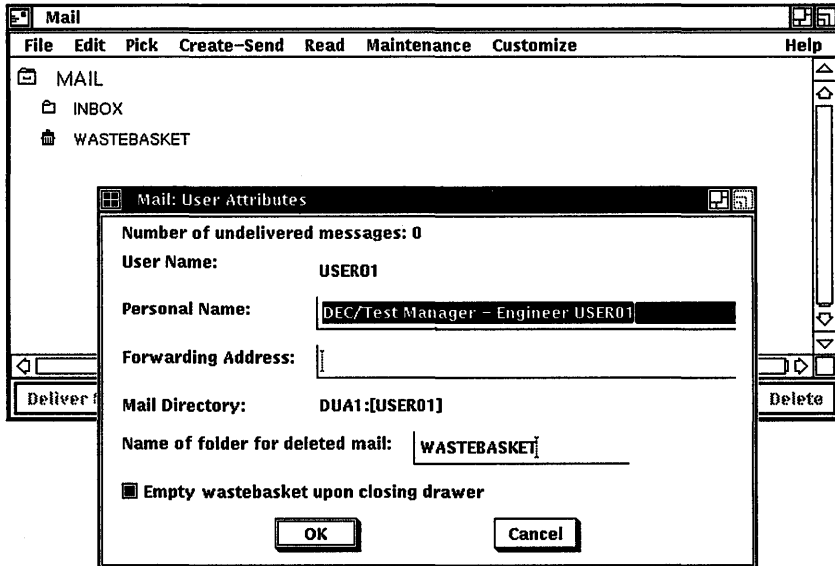 Mail
File Edit Pick Create-Send Read Maintenance Customize Help
MAIL
INBOX
WASTEBASKET
Mail: User Attributes
Number of undelivered messages: 0
User Name: USER01
Personal Name: DEC/Test Manager - Engineer USER01
Forwarding Address:
Mail Directory: DUA1:[USER01]
Name of folder for deleted mail: WASTEBASKET
Empty wastebasket upon closing drawer
OK Cancel
Deliver Delete